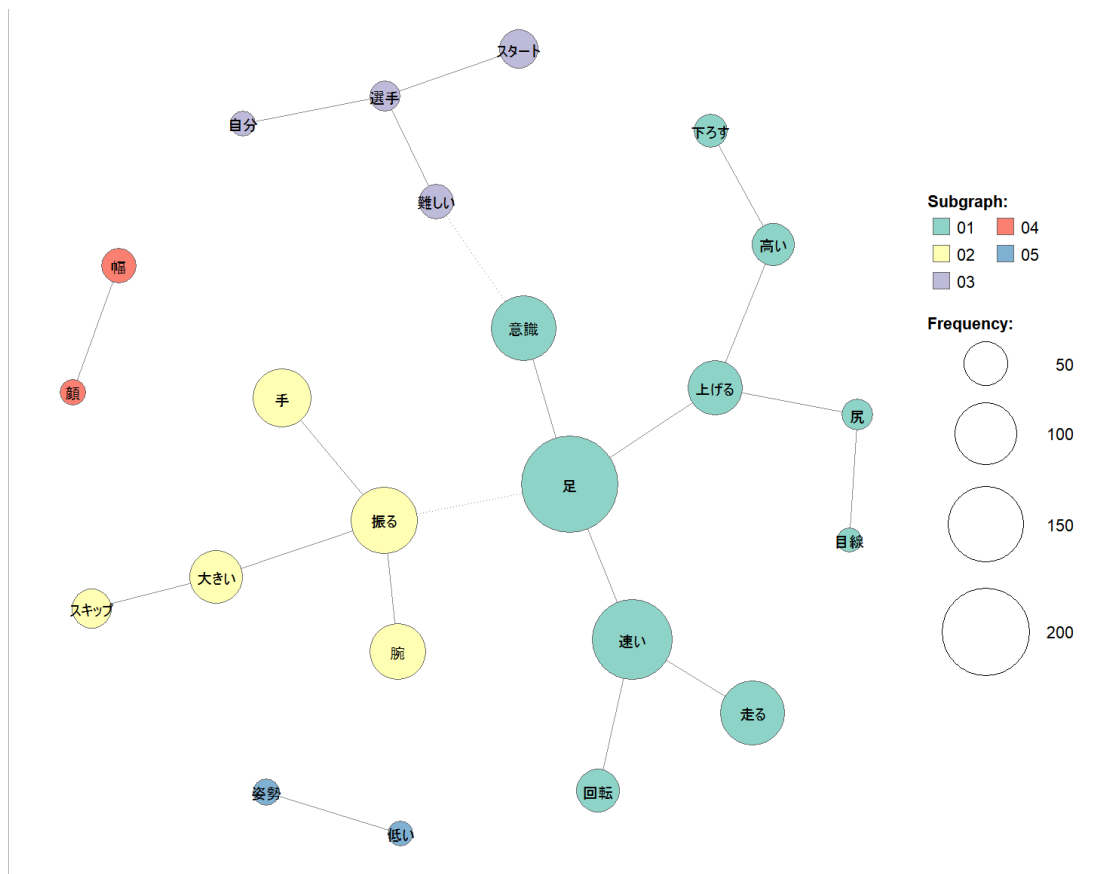 スタート
選手
自分
下ろす
難しい
高い
幅
意識
顔
手
上げる
尻
足
振る
目線
大きい
スキップ
速い
腕
走る
回転
姿勢
低い
Subgraph:
01 04
02 05
03
Frequency:
50
100
150
200